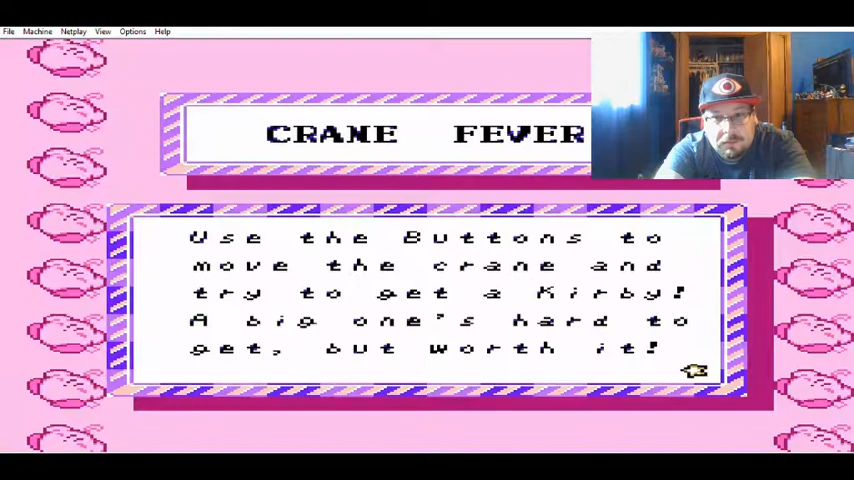 File Machine Netplay View Options Help
CRANE FEVER
Use the Buttons to
move the crane and
try to get a Kirby!
A big one's hard to
get, but worth it!